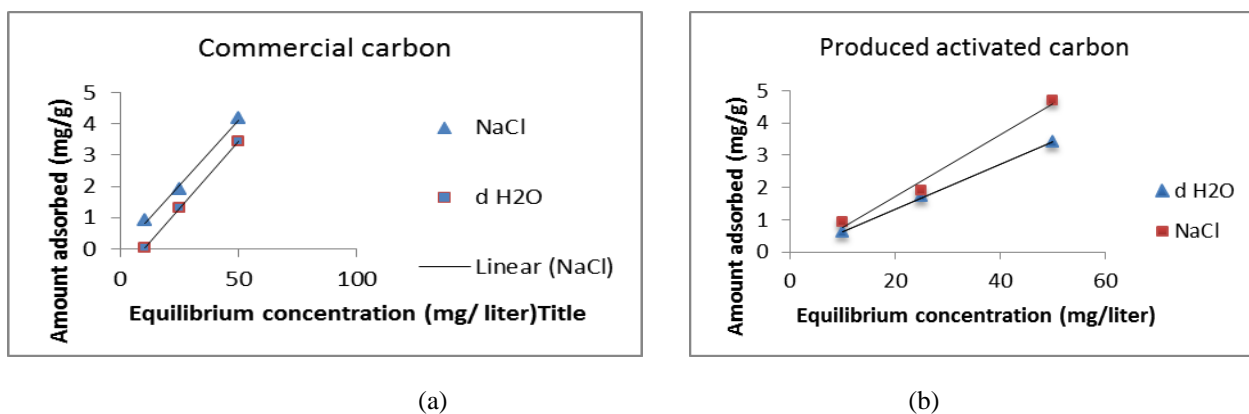 Commercial carbon
Amount adsorbed (mg/g)
5
4
3
2
1
0
0 50 100
Equilibrium concentration (mg/ liter)Title
NaCl
d H2O
Linear (NaCl)
(a)
Produced activated carbon
Amount adsorbed (mg/g)
5
4
3
2
1
0
0 20 40 60
Equilibrium concentration (mg/liter)
d H2O
NaCl
(b)